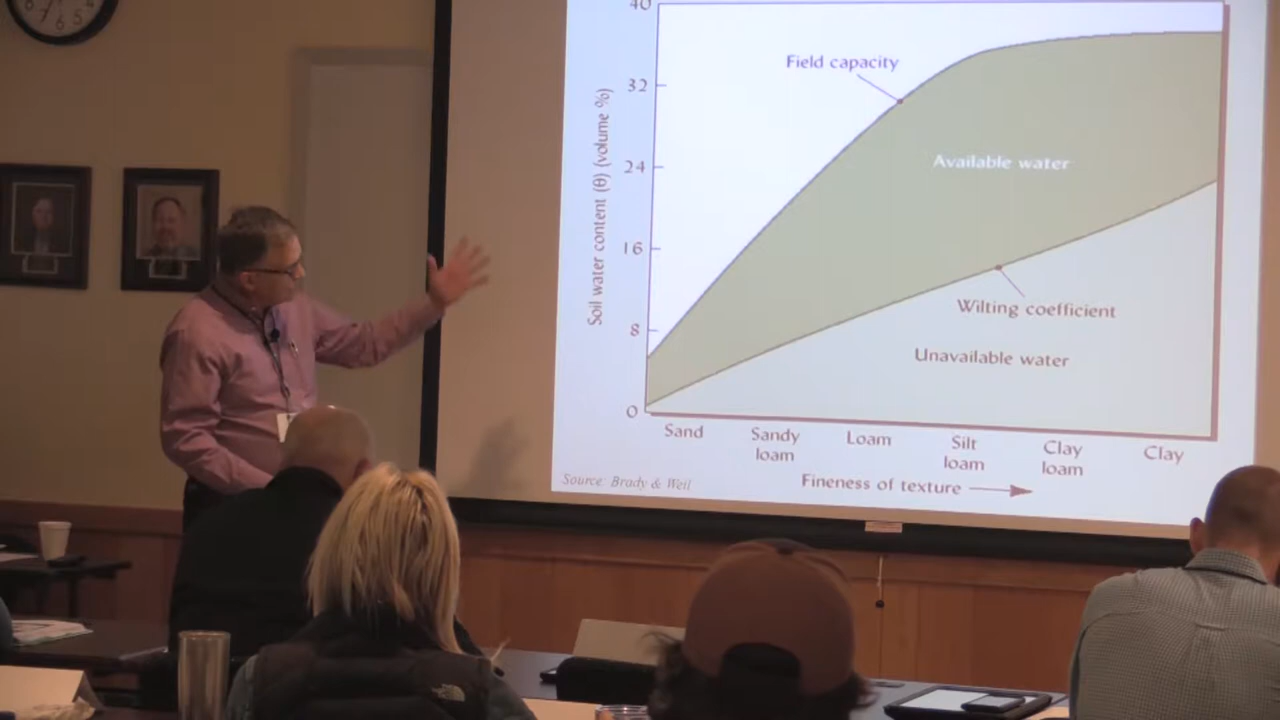 40
Field capacity
32
Available water
24
16
Soil water content (θ) (volume %)
Wilting coefficient
8
Unavailable water
0
Sand
Sandy
loam
Loam
Silt
loam
Clay
loam
Clay
Source: Brady & Weil
Fineness of texture